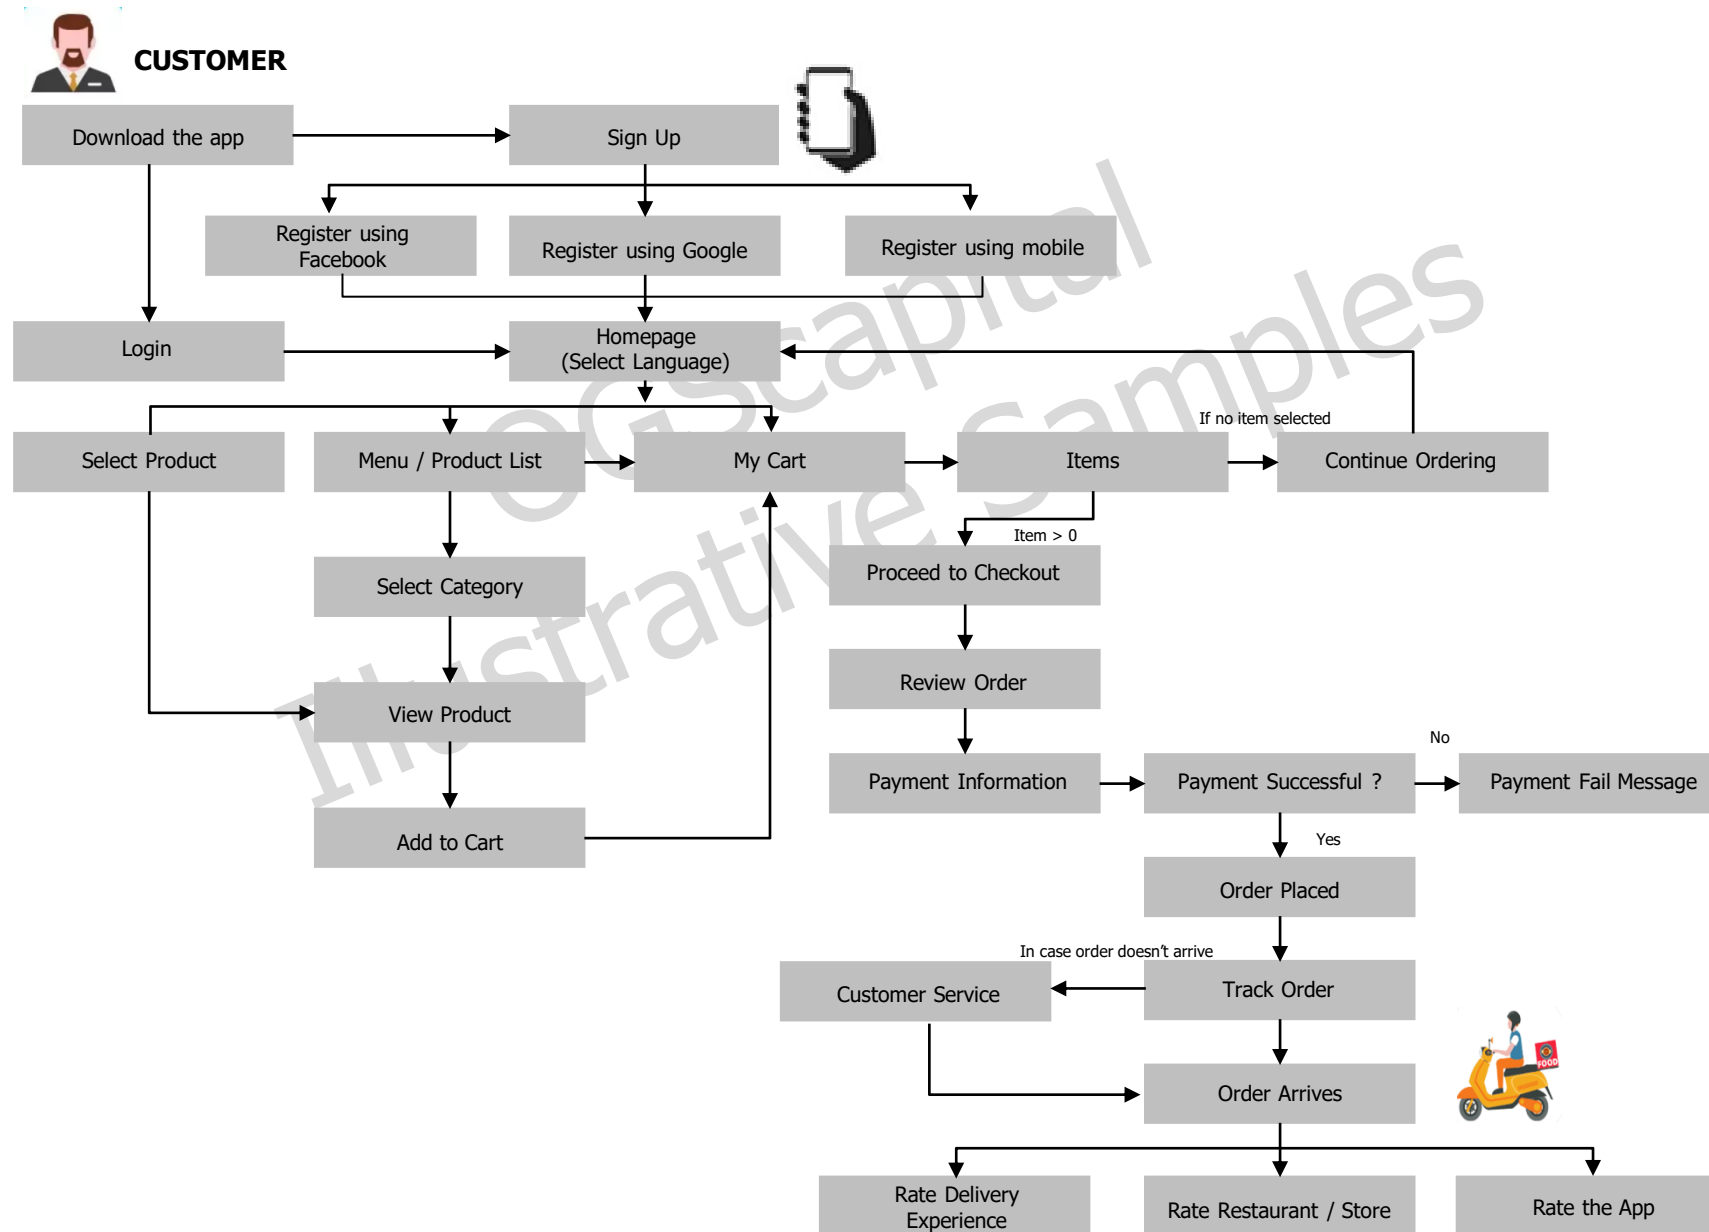 CUSTOMER
Download the app
Sign Up
Register using
Facebook
Register using Google
Register using mobile
Login
Homepage
(Select Language)
If no item selected
Select Product
Menu / Product List
My Cart
Items
Continue Ordering
Item > 0
Proceed to Checkout
Select Category
Review Order
View Product
No
Payment Information
Payment Successful ?
Payment Fail Message
Add to Cart
Yes
Order Placed
In case order doesn’t arrive
Customer Service
Track Order
FOOD
Order Arrives
Rate Delivery
Experience
Rate Restaurant / Store
Rate the App
OGScapital
Illustrative Samples